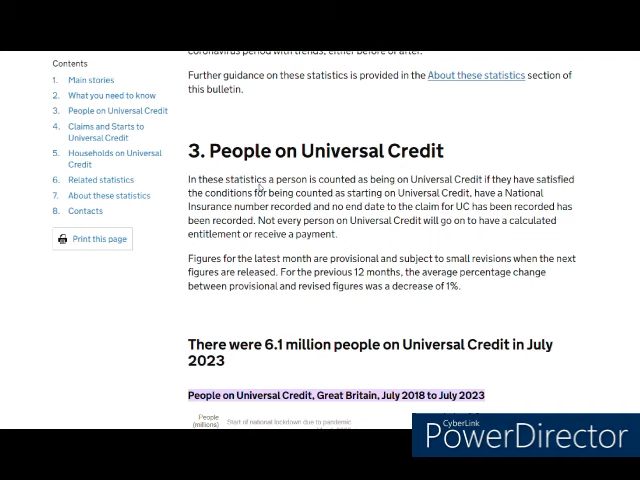 coronavirus period with trends, either before or after.
Contents
1. Main stories
2. What you need to know
3. People on Universal Credit
4. Claims and Starts to
Universal Credit
5. Households on Universal
Credit
6. Related statistics
7. About these statistics
8. Contacts
Print this page
Further guidance on these statistics is provided in the About these statistics section of
this bulletin.
3. People on Universal Credit
In these statistics a person is counted as being on Universal Credit if they have satisfied
the conditions for being counted as starting on Universal Credit, have a National
Insurance number recorded and no end date to the claim for UC has been recorded has
been recorded. Not every person on Universal Credit will go on to have a calculated
entitlement or receive a payment.
Figures for the latest month are provisional and subject to small revisions when the next
figures are released. For the previous 12 months, the average percentage change
between provisional and revised figures was a decrease of 1%.
There were 6.1 million people on Universal Credit in July
2023
People on Universal Credit, Great Britain, July 2018 to July 2023
People
(millions)
Start of national lockdown due to pandemic
CyberLink
PowerDirector